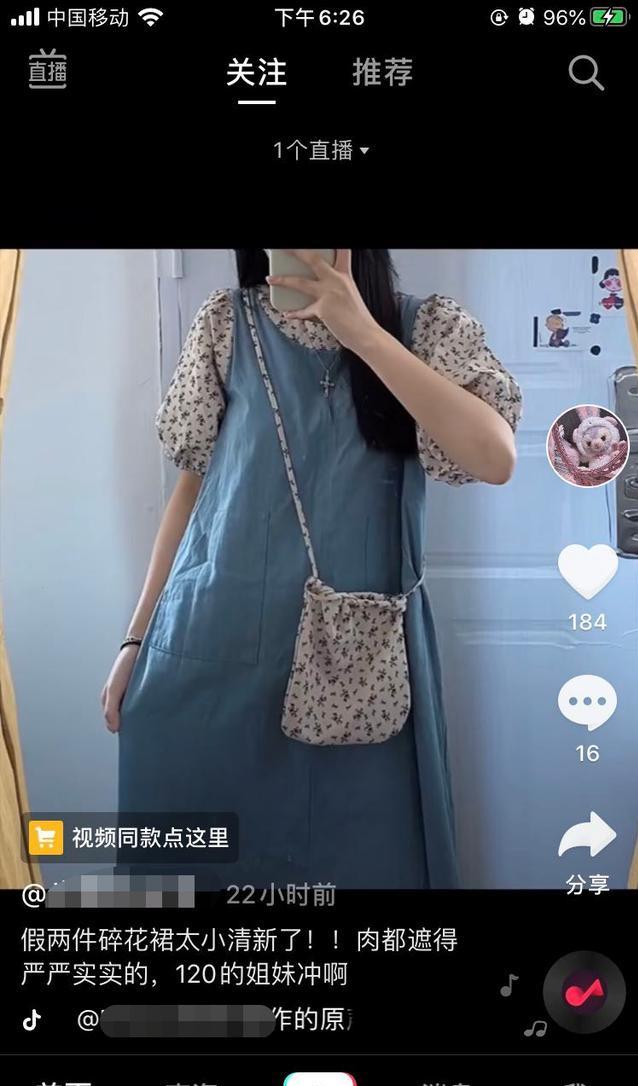 中国移动 下午6:26 96%
直播 关注 推荐
1个直播
184
16
视频同款点这里
分享
@ 22小时前
假两件碎花裙太小清新了！！肉都遮得
严严实实的，120的姐妹冲啊
@ 作的原